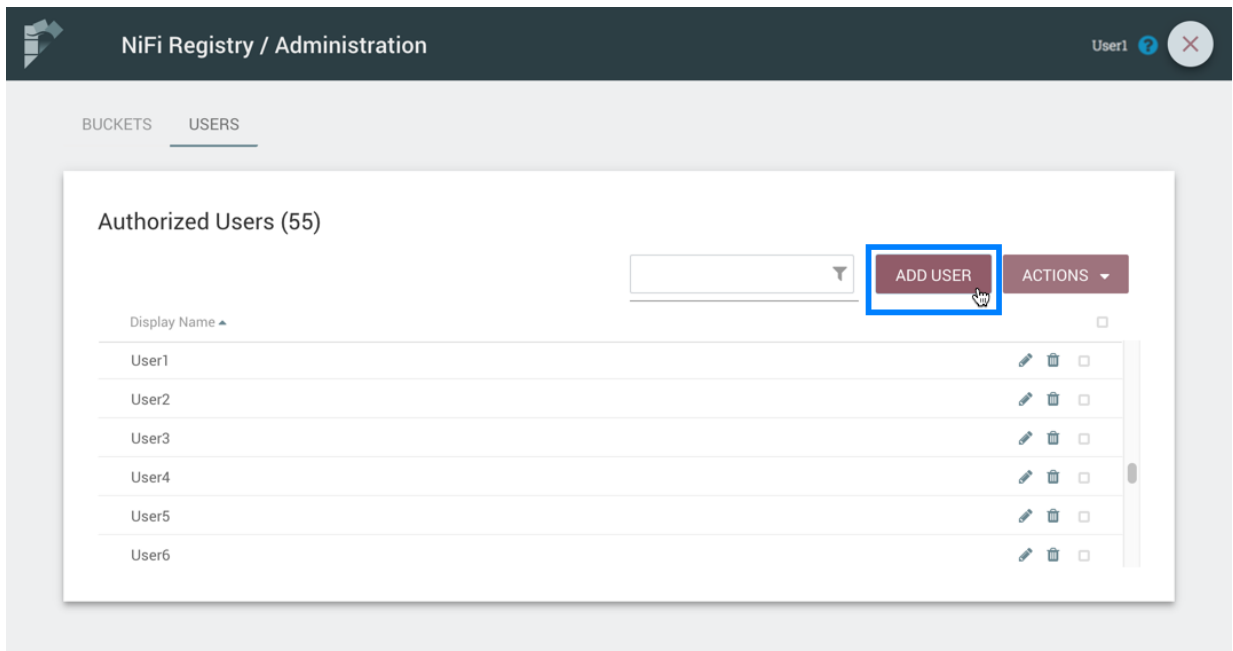 NiFi Registry / Administration
User1 ?
BUCKETS USERS
Authorized Users (55)
ADD USER ACTIONS
Display Name
User1
User2
User3
User4
User5
User6